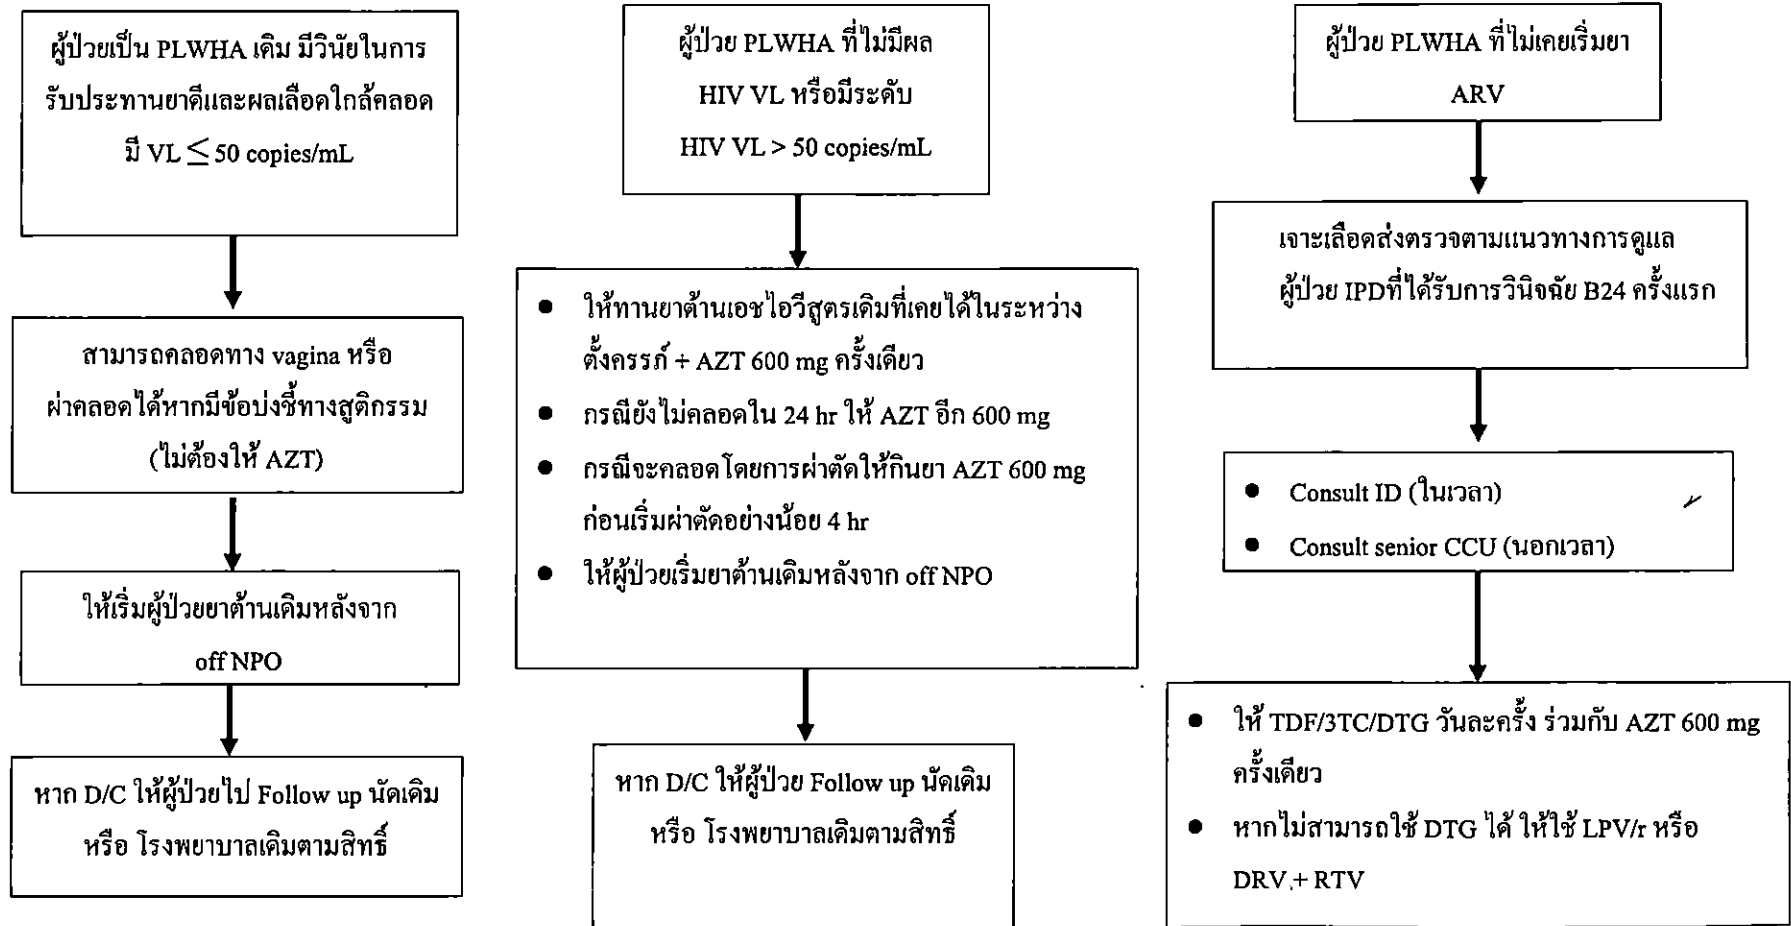 ผู้ป่วยเป็น PLWHA เดิม มีวินัยในการ
รับประทานยาดีและผลเลือดใกล้คลอด
มี VL ≤ 50 copies/mL
สามารถคลอดทาง vagina หรือ
ผ่าคลอดได้หากมีข้อบ่งชี้ทางสูติกรรม
(ไม่ต้องให้ AZT)
ให้เริ่มผู้ป่วยยาต้านเดิมหลังจาก
off NPO
หาก D/C ให้ผู้ป่วยไป Follow up นัดเดิม
หรือ โรงพยาบาลเดิมตามสิทธิ์
ผู้ป่วย PLWHA ที่ไม่มีผล
HIV VL หรือมีระดับ
HIV VL > 50 copies/mL
● ให้ทานยาต้านเอชไอวีสูตรเดิมที่เคยได้ในระหว่าง
ตั้งครรภ์ + AZT 600 mg ครั้งเดียว
● กรณียังไม่คลอดใน 24 hr ให้ AZT อีก 600 mg
● กรณีจะคลอดโดยการผ่าตัดให้กินยา AZT 600 mg
ก่อนเริ่มผ่าตัดอย่างน้อย 4 hr
● ให้ผู้ป่วยเริ่มยาต้านเดิมหลังจาก off NPO
หาก D/C ให้ผู้ป่วย Follow up นัดเดิม
หรือ โรงพยาบาลเดิมตามสิทธิ์
ผู้ป่วย PLWHA ที่ไม่เคยเริ่มยา
ARV
เจาะเลือดส่งตรวจตามแนวทางการดูแล
ผู้ป่วย IPDที่ได้รับการวินิจฉัย B24 ครั้งแรก
● Consult ID (ในเวลา)
● Consult senior CCU (นอกเวลา)
● ให้ TDF/3TC/DTG วันละครั้ง ร่วมกับ AZT 600 mg
ครั้งเดียว
● หากไม่สามารถใช้ DTG ได้ ให้ใช้ LPV/r หรือ
DRV + RTV